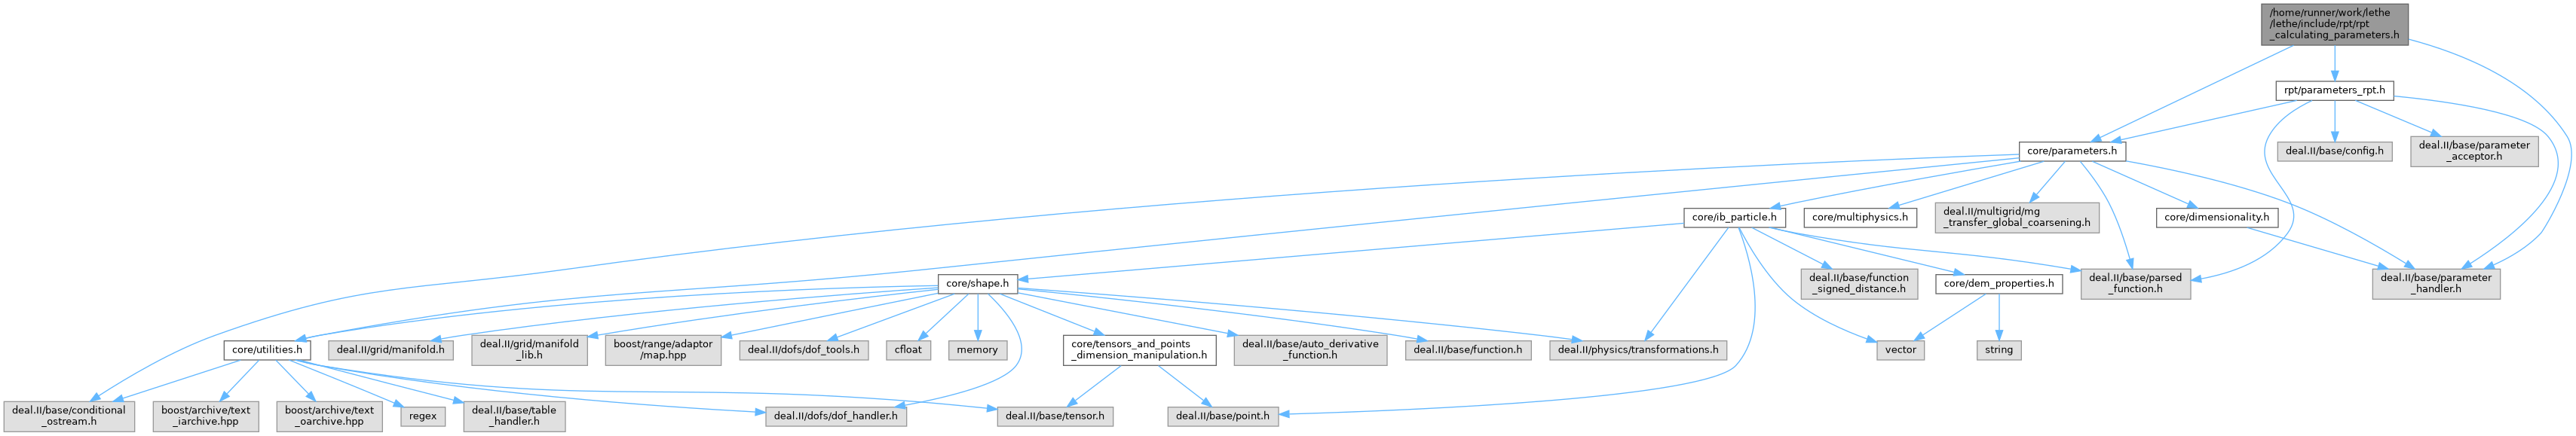 /home/runner/work/lethe
/lethe/include/rpt/rpt
_calculating_parameters.h
rpt/parameters_rpt.h
core/parameters.h
deal.II/base/config.h
deal.II/base/parameter
_acceptor.h
core/ib_particle.h
core/multiphysics.h
deal.II/multigrid/mg
_transfer_global_coarsening.h
core/dimensionality.h
core/shape.h
deal.II/base/function
_signed_distance.h
core/dem_properties.h
deal.II/base/parsed
_function.h
deal.II/base/parameter
_handler.h
core/utilities.h
deal.II/grid/manifold.h
deal.II/grid/manifold
_lib.h
boost/range/adaptor
/map.hpp
deal.II/dofs/dof_tools.h
cfloat
memory
core/tensors_and_points
_dimension_manipulation.h
deal.II/base/auto_derivative
_function.h
deal.II/base/function.h
deal.II/physics/transformations.h
vector
string
deal.II/base/conditional
_ostream.h
boost/archive/text
_iarchive.hpp
boost/archive/text
_oarchive.hpp
regex
deal.II/base/table
_handler.h
deal.II/dofs/dof_handler.h
deal.II/base/tensor.h
deal.II/base/point.h